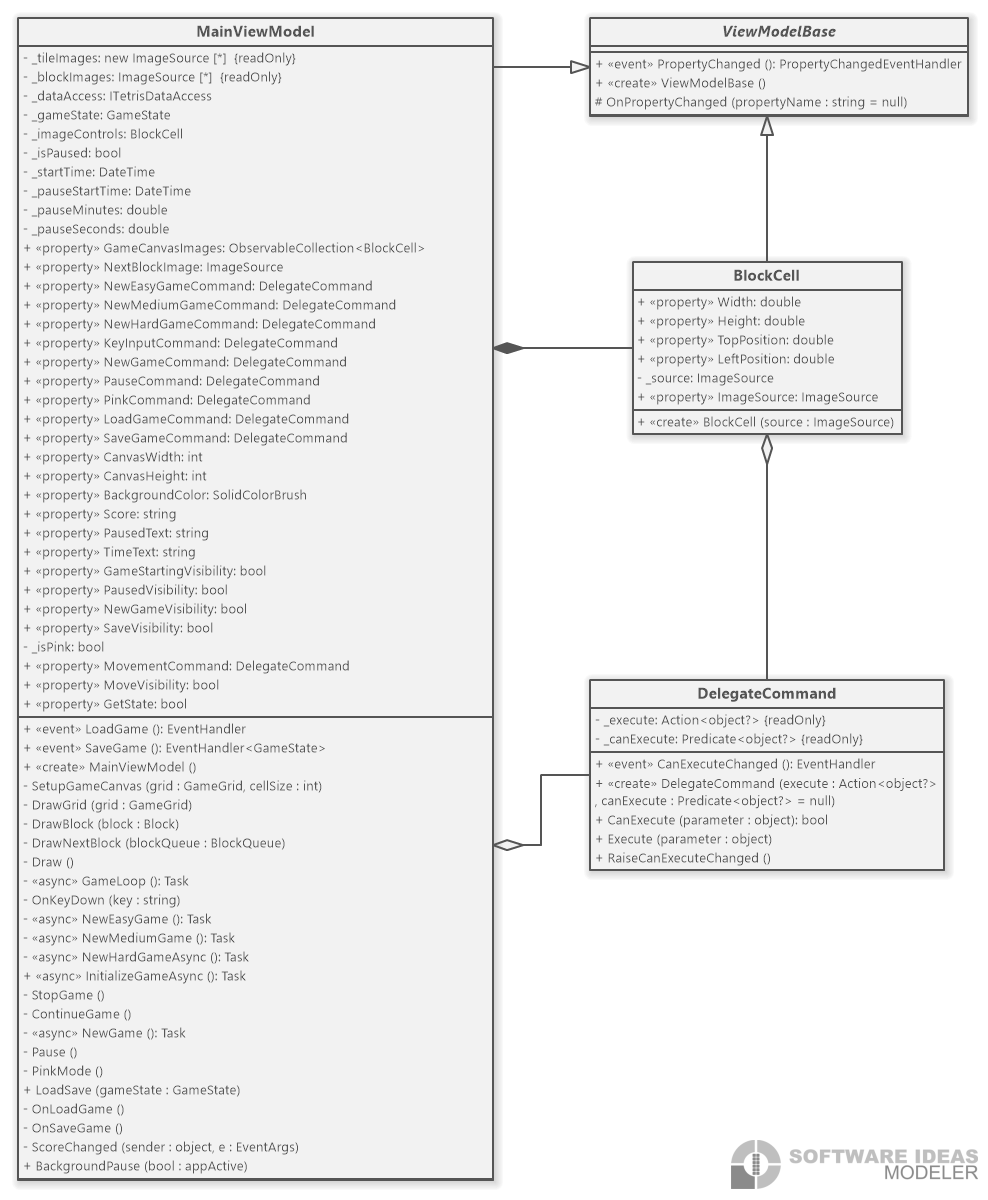 MainViewModel
- _tileImages: new ImageSource [*]  {readOnly}
- _blockImages: ImageSource [*]  {readOnly}
- _dataAccess: ITetrisDataAccess
- _gameState: GameState
- _imageControls: BlockCell
- _isPaused: bool
- _startTime: DateTime
- _pauseStartTime: DateTime
- _pauseMinutes: double
- _pauseSeconds: double
+ «property» GameCanvasImages: ObservableCollection<BlockCell>
+ «property» NextBlockImage: ImageSource
+ «property» NewEasyGameCommand: DelegateCommand
+ «property» NewMediumGameCommand: DelegateCommand
+ «property» NewHardGameCommand: DelegateCommand
+ «property» KeyInputCommand: DelegateCommand
+ «property» NewGameCommand: DelegateCommand
+ «property» PauseCommand: DelegateCommand
+ «property» PinkCommand: DelegateCommand
+ «property» LoadGameCommand: DelegateCommand
+ «property» SaveGameCommand: DelegateCommand
+ «property» CanvasWidth: int
+ «property» CanvasHeight: int
+ «property» BackgroundColor: SolidColorBrush
+ «property» Score: string
+ «property» PausedText: string
+ «property» TimeText: string
+ «property» GameStartingVisibility: bool
+ «property» PausedVisibility: bool
+ «property» NewGameVisibility: bool
+ «property» SaveVisibility: bool
- _isPink: bool
+ «property» MovementCommand: DelegateCommand
+ «property» MoveVisibility: bool
+ «property» GetState: bool
+ «event» LoadGame (): EventHandler
+ «event» SaveGame (): EventHandler<GameState>
+ «create» MainViewModel ()
- SetupGameCanvas (grid : GameGrid, cellSize : int)
- DrawGrid (grid : GameGrid)
- DrawBlock (block : Block)
- DrawNextBlock (blockQueue : BlockQueue)
- Draw ()
- «async» GameLoop (): Task
- OnKeyDown (key : string)
- «async» NewEasyGame (): Task
- «async» NewMediumGame (): Task
- «async» NewHardGameAsync (): Task
+ «async» InitializeGameAsync (): Task
- StopGame ()
- ContinueGame ()
- «async» NewGame (): Task
- Pause ()
- PinkMode ()
+ LoadSave (gameState : GameState)
- OnLoadGame ()
- OnSaveGame ()
- ScoreChanged (sender : object, e : EventArgs)
+ BackgroundPause (bool : appActive)
ViewModelBase
+ «event» PropertyChanged (): PropertyChangedEventHandler
+ «create» ViewModelBase ()
# OnPropertyChanged (propertyName : string = null)
BlockCell
+ «property» Width: double
+ «property» Height: double
+ «property» TopPosition: double
+ «property» LeftPosition: double
- _source: ImageSource
+ «property» ImageSource: ImageSource
+ «create» BlockCell (source : ImageSource)
DelegateCommand
- _execute: Action<object?> {readOnly}
- _canExecute: Predicate<object?> {readOnly}
+ «event» CanExecuteChanged (): EventHandler
+ «create» DelegateCommand (execute : Action<object?>
, canExecute : Predicate<object?> = null)
+ CanExecute (parameter : object): bool
+ Execute (parameter : object)
+ RaiseCanExecuteChanged ()
SOFTWARE IDEAS
MODELER